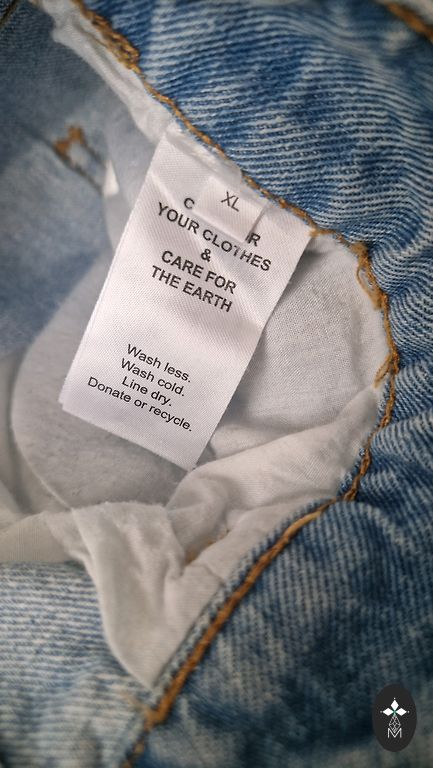 XL
YOUR CLOTHES
&
CARE FOR
THE EARTH
Wash less.
Wash cold.
Line dry.
Donate or recycle.
M